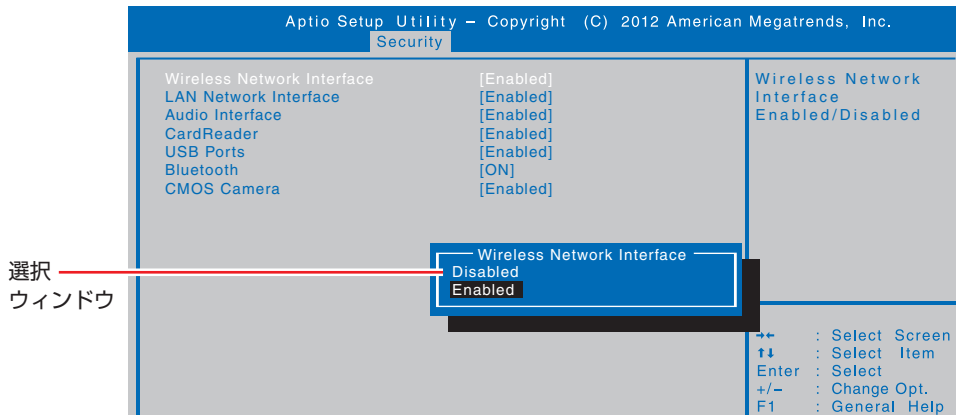 Aptio Setup Utility – Copyright (C) 2012 American Megatrends, Inc.
Security
Wireless Network Interface [Enabled]
LAN Network Interface [Enabled]
Audio Interface [Enabled]
CardReader [Enabled]
USB Ports [Enabled]
Bluetooth [ON]
CMOS Camera [Enabled]
Wireless Network
Interface
Enabled/Disabled
選択
ウィンドウ
Wireless Network Interface
Disabled
Enabled
→← : Select Screen
↑↓ : Select Item
Enter : Select
+/− : Change Opt.
F1 : General Help